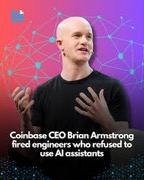 Coinbase CEO Brian Armstrong
fired engineers who refused to
use AI assistants